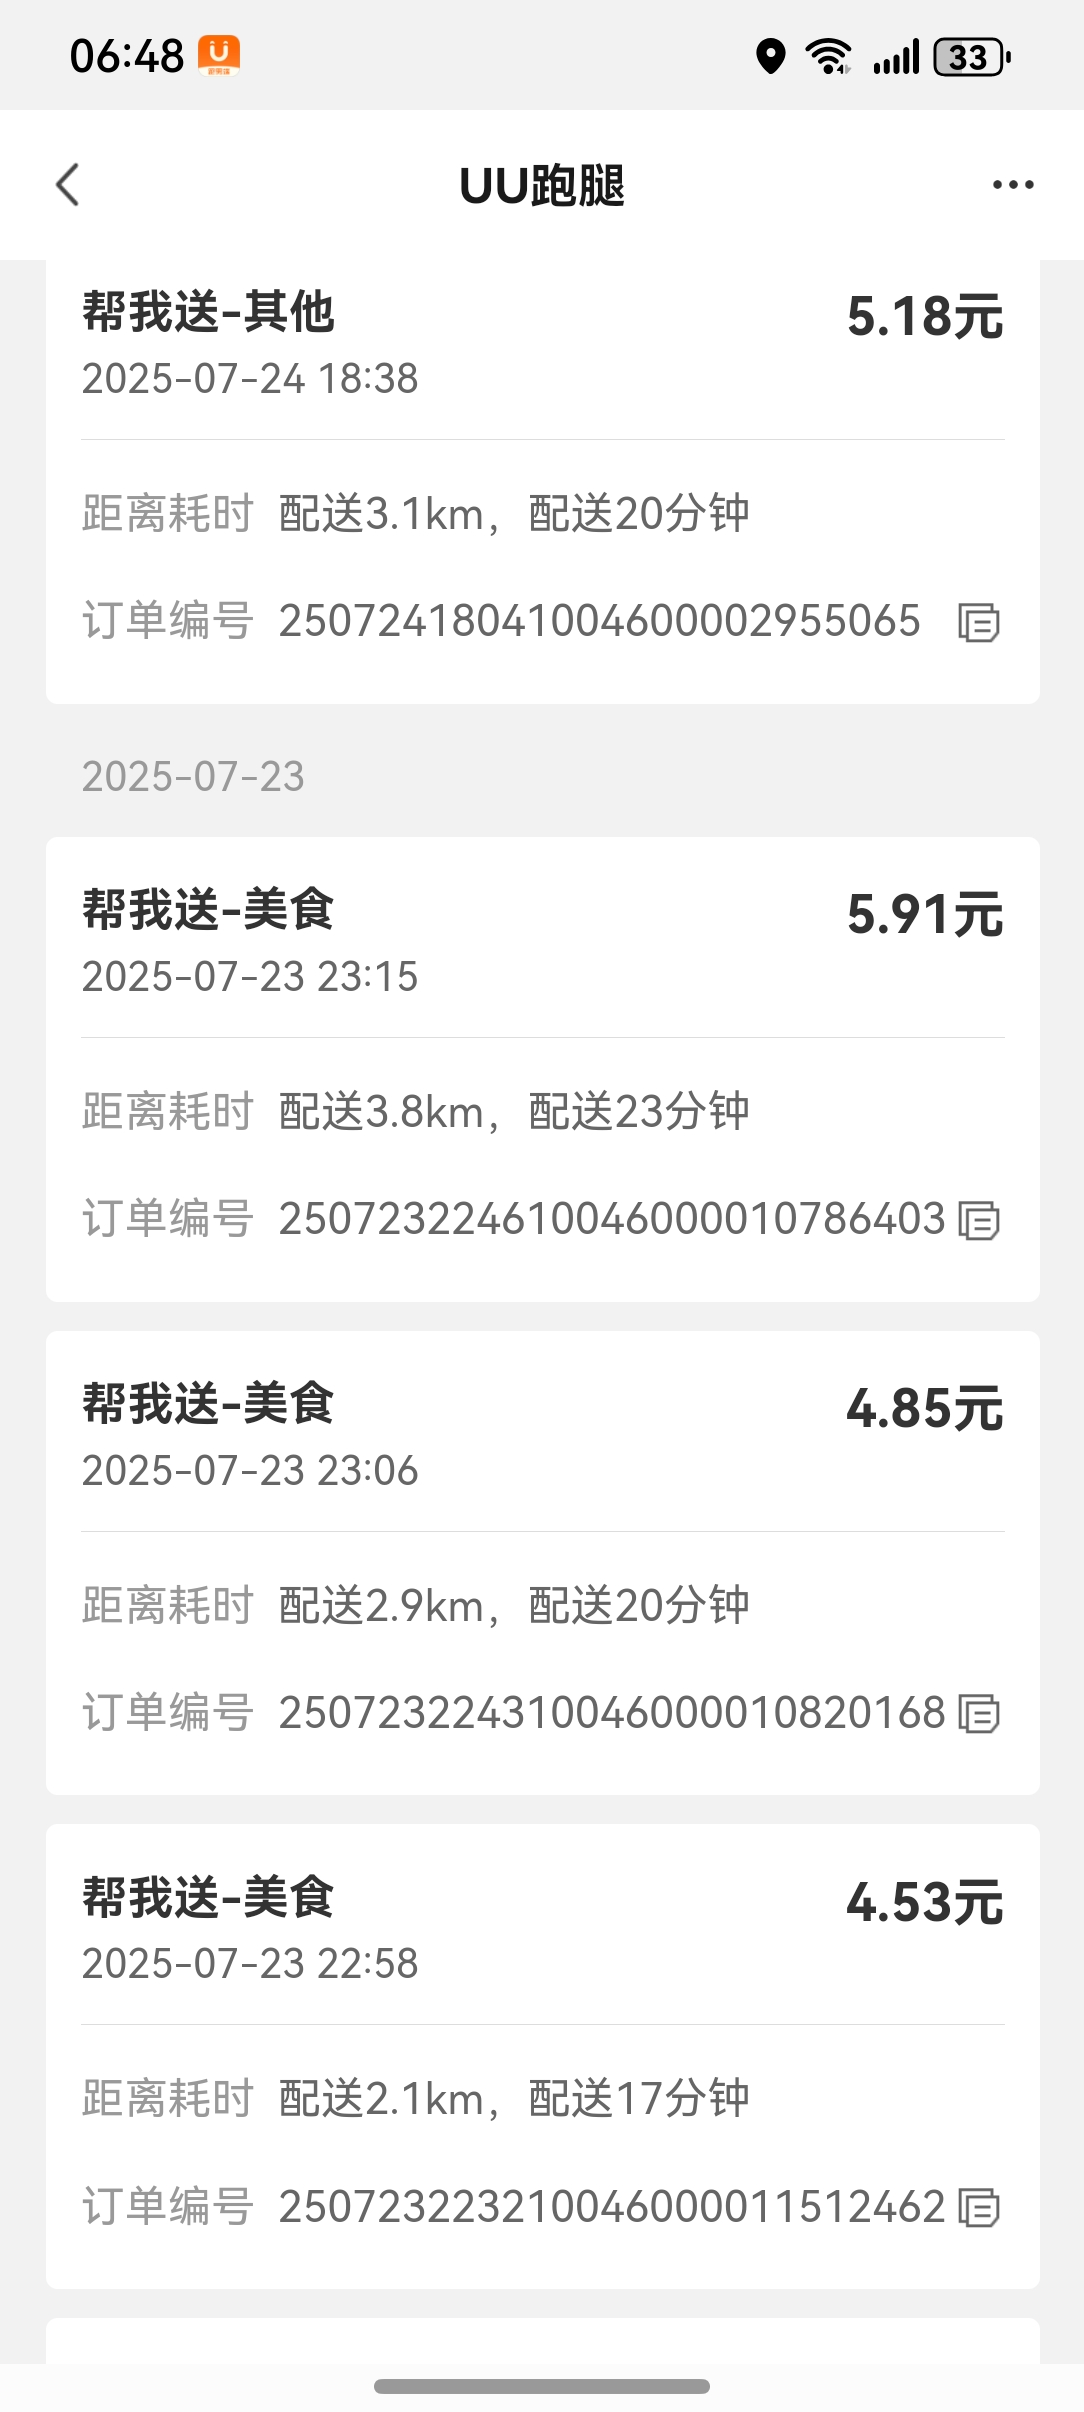 06:48
33
UU跑腿
帮我送-其他
5.18元
2025-07-24 18:38
距离耗时 配送3.1km，配送20分钟
订单编号 25072418041004600002955065
2025-07-23
帮我送-美食
5.91元
2025-07-23 23:15
距离耗时 配送3.8km，配送23分钟
订单编号 250723224610046000010786403
帮我送-美食
4.85元
2025-07-23 23:06
距离耗时 配送2.9km，配送20分钟
订单编号 250723224310046000010820168
帮我送-美食
4.53元
2025-07-23 22:58
距离耗时 配送2.1km，配送17分钟
订单编号 250723223210046000011512462